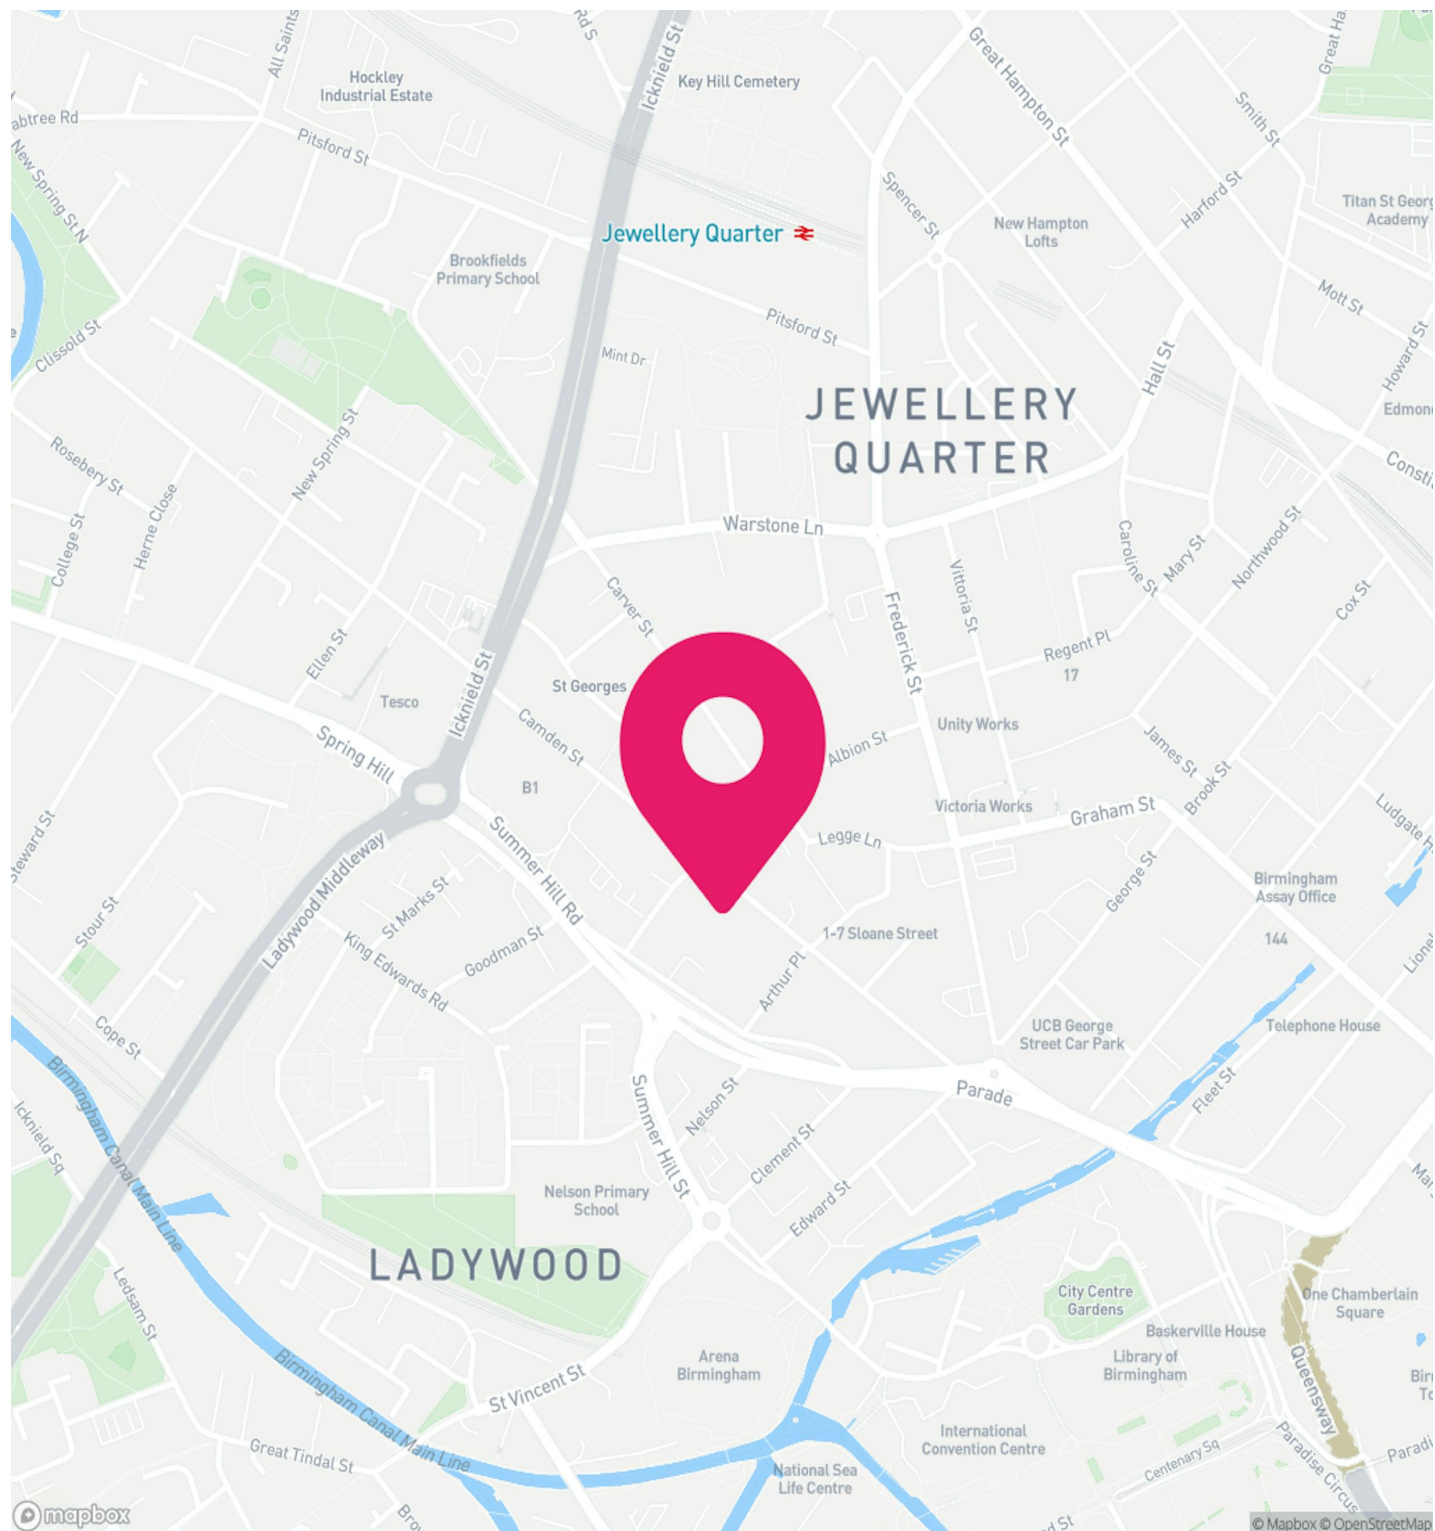 All Saints
Rd S
Icknield St
Great Hampton St
Great Ha
Hockley
Industrial Estate
Key Hill Cemetery
abtree Rd
Smith St
Pitsford St
New Spring St N
Spencer St
Harford St
Titan St Georg
Academy
New Hampton
Lofts
Jewellery Quarter
Brookfields
Primary School
Mott St
Clissold St
Pitsford St
Mint Dr
Howard St
Hall St
JEWELLERY
QUARTER
Edmon
New Spring St
Rosebery St
Consti
Herne Close
College St
Warstone Ln
Northwood St
Caroline St
Mary St
Vittoria St
Carver St
Frederick St
Cox St
Ellen St
Regent Pl
17
Icknield St
St Georges
Tesco
Camden St
Unity Works
Spring Hill
Albion St
James St
B1
Brook St
Victoria Works
Graham St
Ludgate H
Steward St
Summer Hill Rd
Legge Ln
Ladywood Middleway
George St
Birmingham
Assay Office
St Marks St
Stour St
1-7 Sloane Street
144
King Edwards Rd
Goodman St
Lionel
Arthur Pl
Cope St
UCB George
Street Car Park
Telephone House
Birmingham Canal Main Line
Parade
Fleet St
Summer Hill St
Nelson St
Icknield Sq
Clement St
Mar
Nelson Primary
School
Edward St
LADYWOOD
City Centre
Gardens
One Chamberlain
Square
Ledsam St
Baskerville House
Arena
Birmingham
Library of
Birmingham
Queensway
Birmingham Canal Main Line
St Vincent St
Birr
To
International
Convention Centre
Great Tindal St
Centenary Sq
Paradise Circus
Paradi
National Sea
Life Centre
Bro
d St
mapbox
© Mapbox © OpenStreetMap